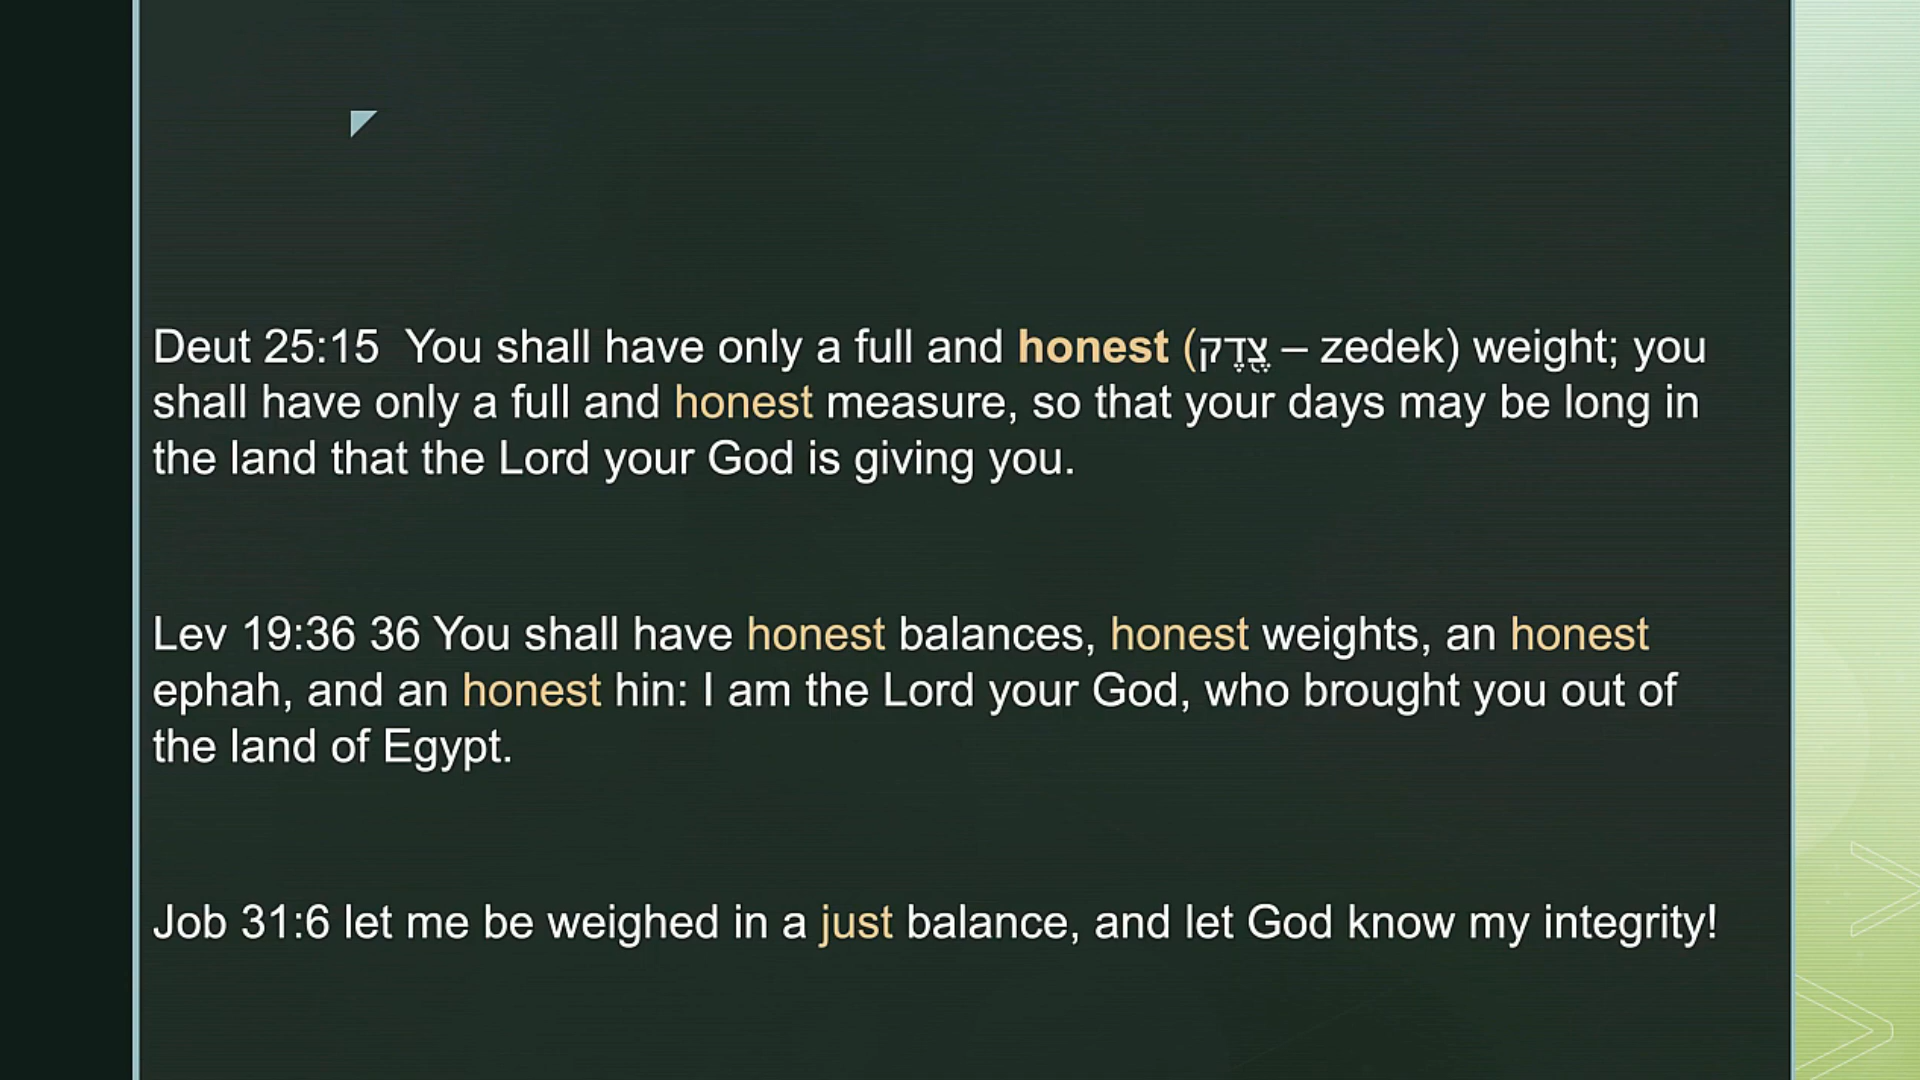 Deut 25:15  You shall have only a full and honest (צֶ֖דֶק – zedek) weight; you
shall have only a full and honest measure, so that your days may be long in
the land that the Lord your God is giving you.
Lev 19:36 36 You shall have honest balances, honest weights, an honest
ephah, and an honest hin: I am the Lord your God, who brought you out of
the land of Egypt.
Job 31:6 let me be weighed in a just balance, and let God know my integrity!